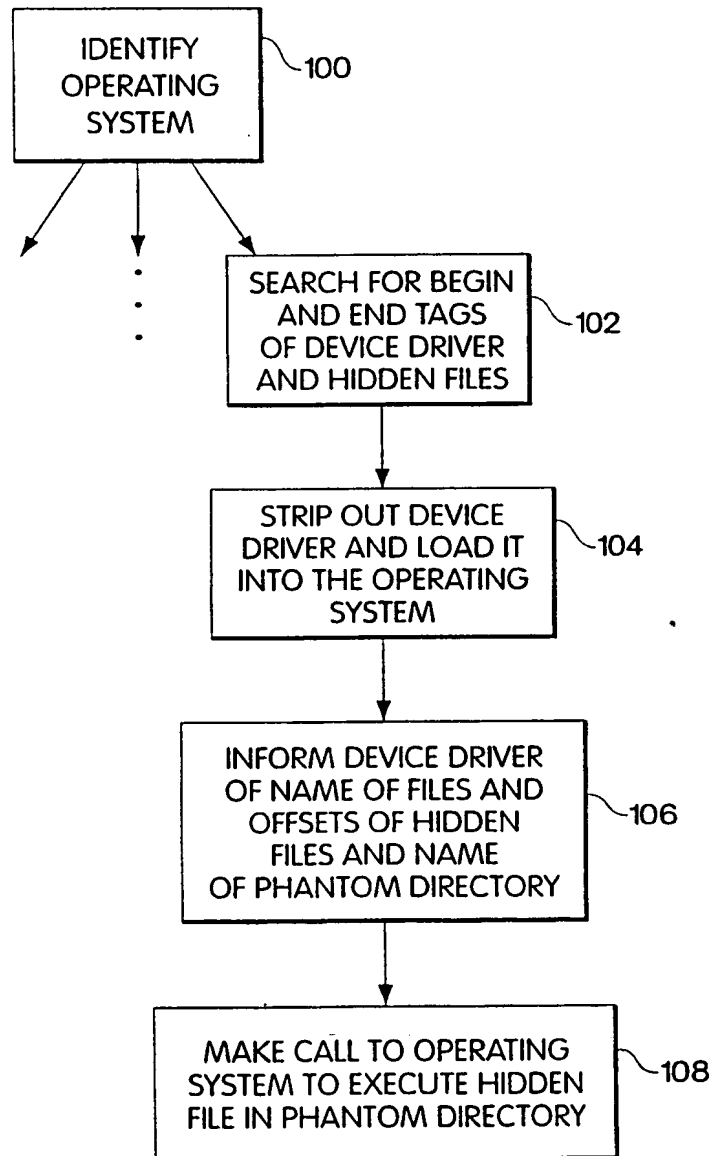 IDENTIFY
OPERATING
SYSTEM
100
SEARCH FOR BEGIN
AND END TAGS
OF DEVICE DRIVER
AND HIDDEN FILES
102
STRIP OUT DEVICE
DRIVER AND LOAD IT
INTO THE OPERATING
SYSTEM
104
INFORM DEVICE DRIVER
OF NAME OF FILES AND
OFFSETS OF HIDDEN
FILES AND NAME
OF PHANTOM DIRECTORY
106
MAKE CALL TO OPERATING
SYSTEM TO EXECUTE HIDDEN
FILE IN PHANTOM DIRECTORY
108